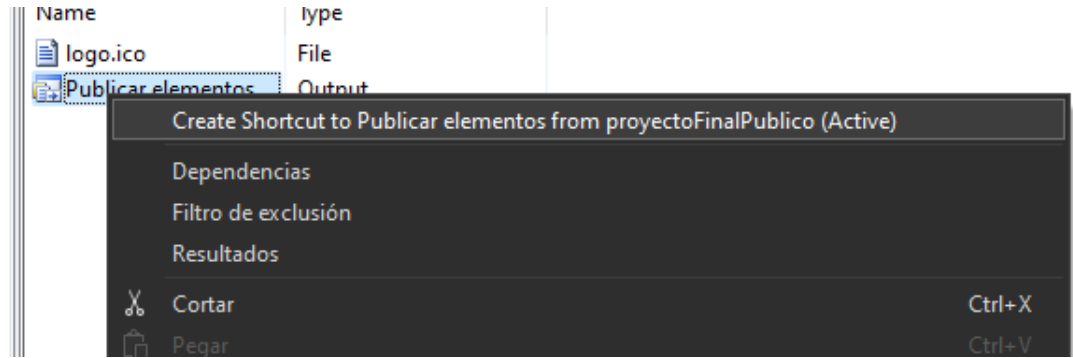 Name Type
logo.ico File
Publicar elementos Output
Create Shortcut to Publicar elementos from proyectoFinalPublico (Active)
Dependencias
Filtro de exclusión
Resultados
Cortar Ctrl+X
Pegar Ctrl+V